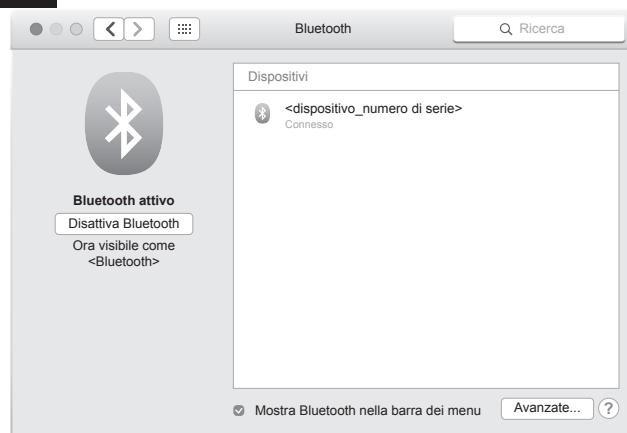 Bluetooth
Ricerca
Dispositivi
<dispositivo_numero di serie>
Connesso
Bluetooth attivo
Disattiva Bluetooth
Ora visibile come
<Bluetooth>
Mostra Bluetooth nella barra dei menu
Avanzate...
?